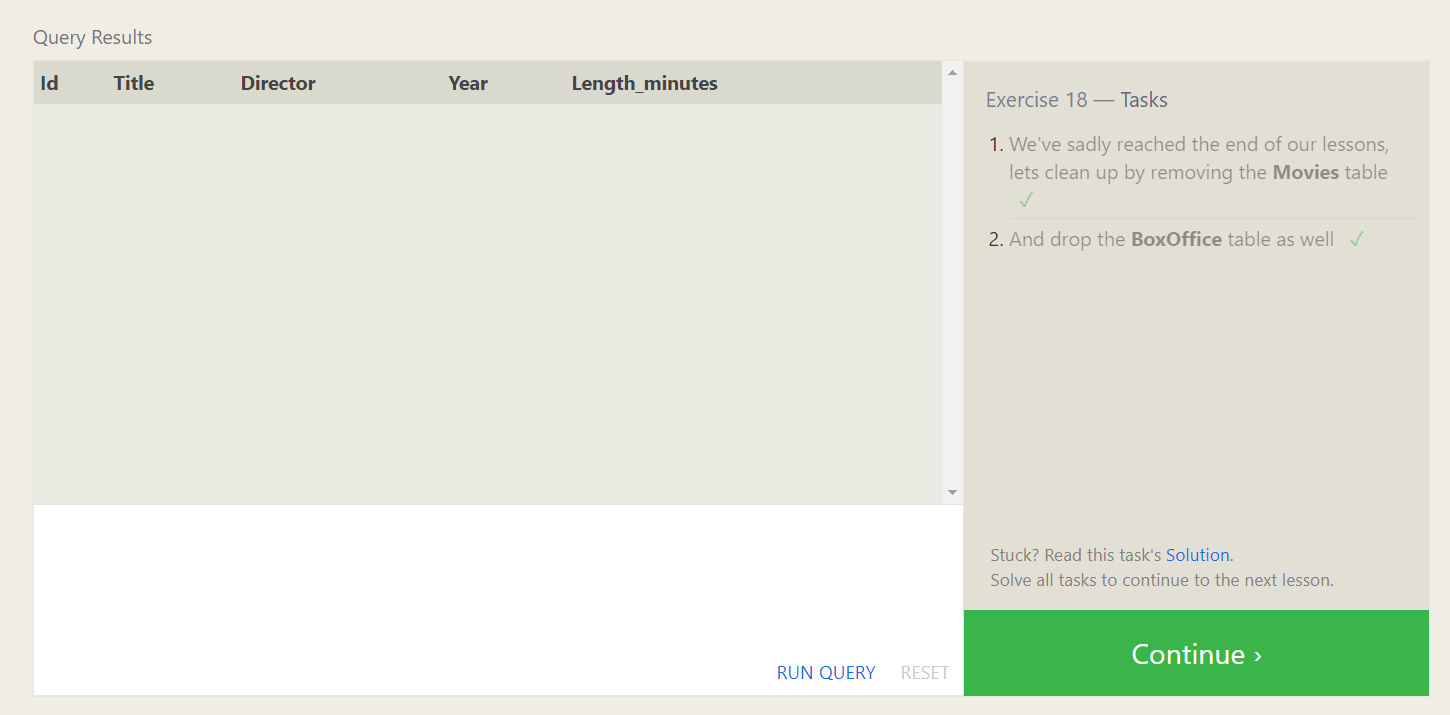 Query Results
Id Title Director Year Length_minutes
Exercise 18 — Tasks
1. We've sadly reached the end of our lessons,
lets clean up by removing the Movies table
✓
2. And drop the BoxOffice table as well ✓
Stuck? Read this task's Solution.
Solve all tasks to continue to the next lesson.
RUN QUERY RESET
Continue ›